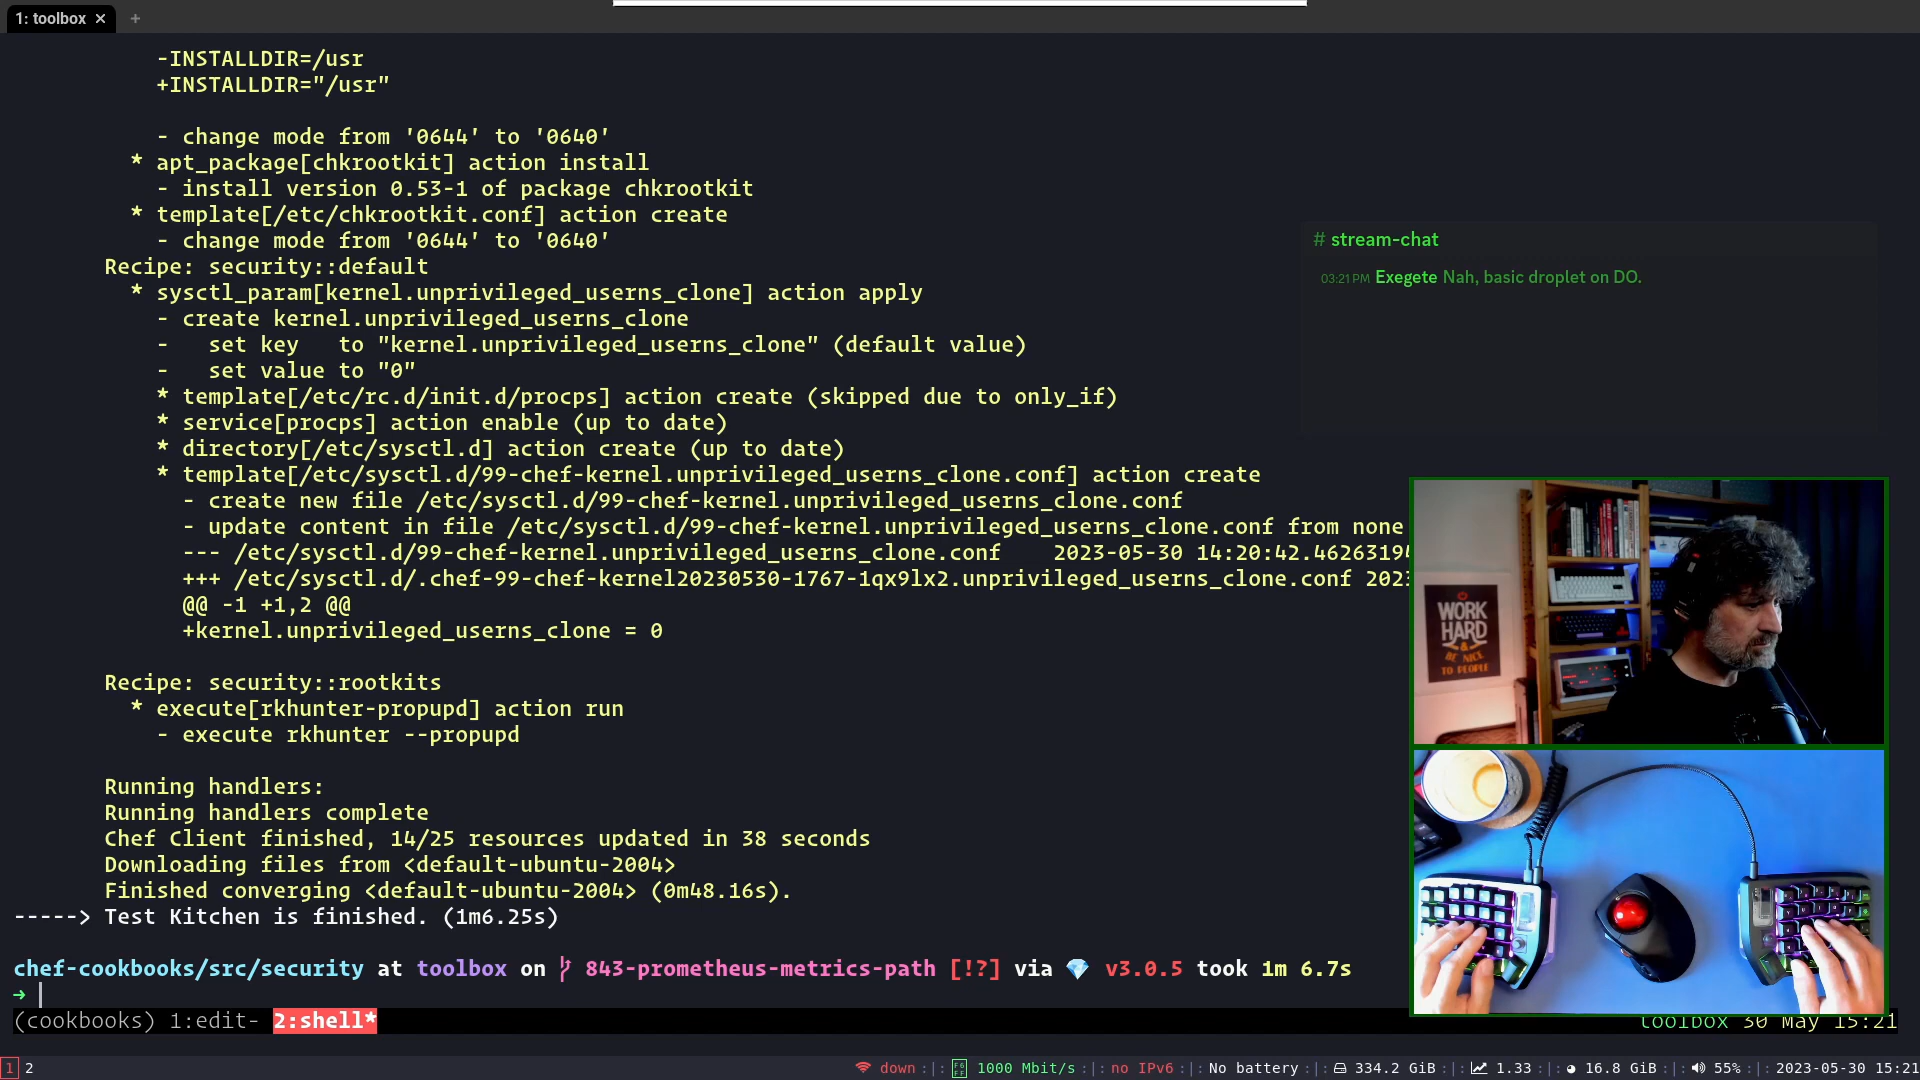 1: toolbox × +
-INSTALLDIR=/usr
+INSTALLDIR="/usr"
- change mode from '0644' to '0640'
* apt_package[chkrootkit] action install
- install version 0.53-1 of package chkrootkit
* template[/etc/chkrootkit.conf] action create
- change mode from '0644' to '0640'
Recipe: security::default
* sysctl_param[kernel.unprivileged_userns_clone] action apply
- create kernel.unprivileged_userns_clone
-   set key   to "kernel.unprivileged_userns_clone" (default value)
-   set value to "0"
* template[/etc/rc.d/init.d/procps] action create (skipped due to only_if)
* service[procps] action enable (up to date)
* directory[/etc/sysctl.d] action create (up to date)
* template[/etc/sysctl.d/99-chef-kernel.unprivileged_userns_clone.conf] action create
- create new file /etc/sysctl.d/99-chef-kernel.unprivileged_userns_clone.conf
- update content in file /etc/sysctl.d/99-chef-kernel.unprivileged_userns_clone.conf from none
--- /etc/sysctl.d/99-chef-kernel.unprivileged_userns_clone.conf    2023-05-30 14:20:42.4626319
+++ /etc/sysctl.d/.chef-99-chef-kernel20230530-1767-1qx9lx2.unprivileged_userns_clone.conf 202
@@ -1 +1,2 @@
+kernel.unprivileged_userns_clone = 0
Recipe: security::rootkits
* execute[rkhunter-propupd] action run
- execute rkhunter --propupd
Running handlers:
Running handlers complete
Chef Client finished, 14/25 resources updated in 38 seconds
Downloading files from <default-ubuntu-2004>
Finished converging <default-ubuntu-2004> (0m48.16s).
-----> Test Kitchen is finished. (1m6.25s)
chef-cookbooks/src/security at toolbox on 843-prometheus-metrics-path [!?] via 💎 v3.0.5 took 1m 6.7s
➜
(cookbooks) 1:edit- 2:shell*
toolbox 30 May 15:21
# stream-chat
03:21 PM Exegete Nah, basic droplet on DO.
WORK
HARD
&
BE NICE
TO PEOPLE
1 2
down :|: 1000 Mbit/s :|: no IPv6 :|: No battery :|: 334.2 GiB :|: 1.33 :|: 16.8 GiB :|: 55% :|: 2023-05-30 15:21